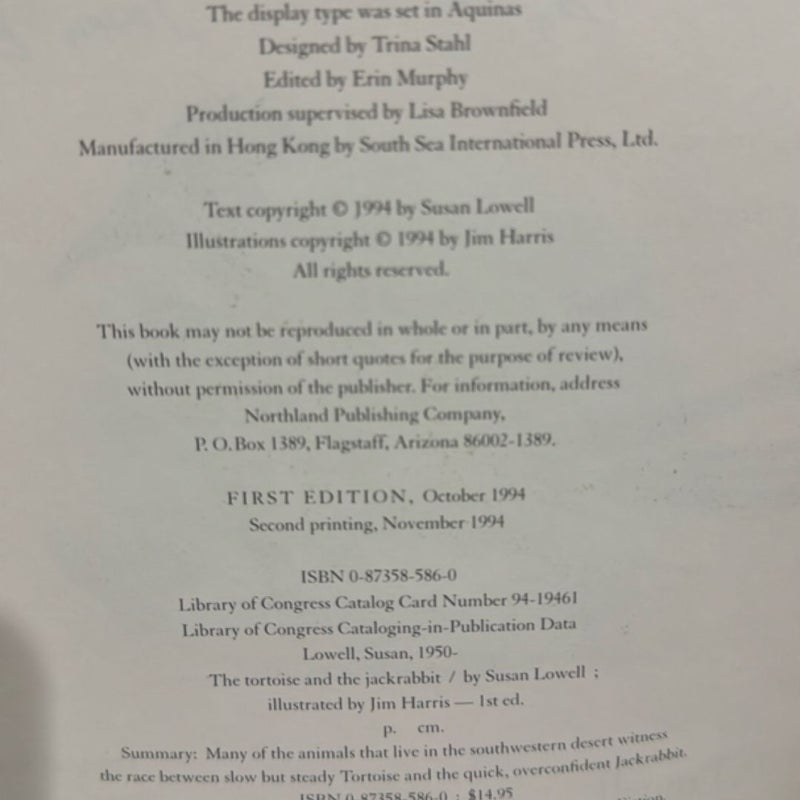 The display type was set in Aquinas
Designed by Trina Stahl
Edited by Erin Murphy
Production supervised by Lisa Brownfield
Manufactured in Hong Kong by South Sea International Press, Ltd.
Text copyright © 1994 by Susan Lowell
Illustrations copyright © 1994 by Jim Harris
All rights reserved.
This book may not be reproduced in whole or in part, by any means
(with the exception of short quotes for the purpose of review),
without permission of the publisher. For information, address
Northland Publishing Company,
P. O. Box 1389, Flagstaff, Arizona 86002-1389.
FIRST EDITION, October 1994
Second printing, November 1994
ISBN 0-87358-586-0
Library of Congress Catalog Card Number 94-19461
Library of Congress Cataloging-in-Publication Data
Lowell, Susan, 1950-
The tortoise and the jackrabbit / by Susan Lowell ;
illustrated by Jim Harris — 1st ed.
p. cm.
Summary: Many of the animals that live in the southwestern desert witness
the race between slow but steady Tortoise and the quick, overconfident Jackrabbit.
ISBN 0-87358-586-0 : $14.95